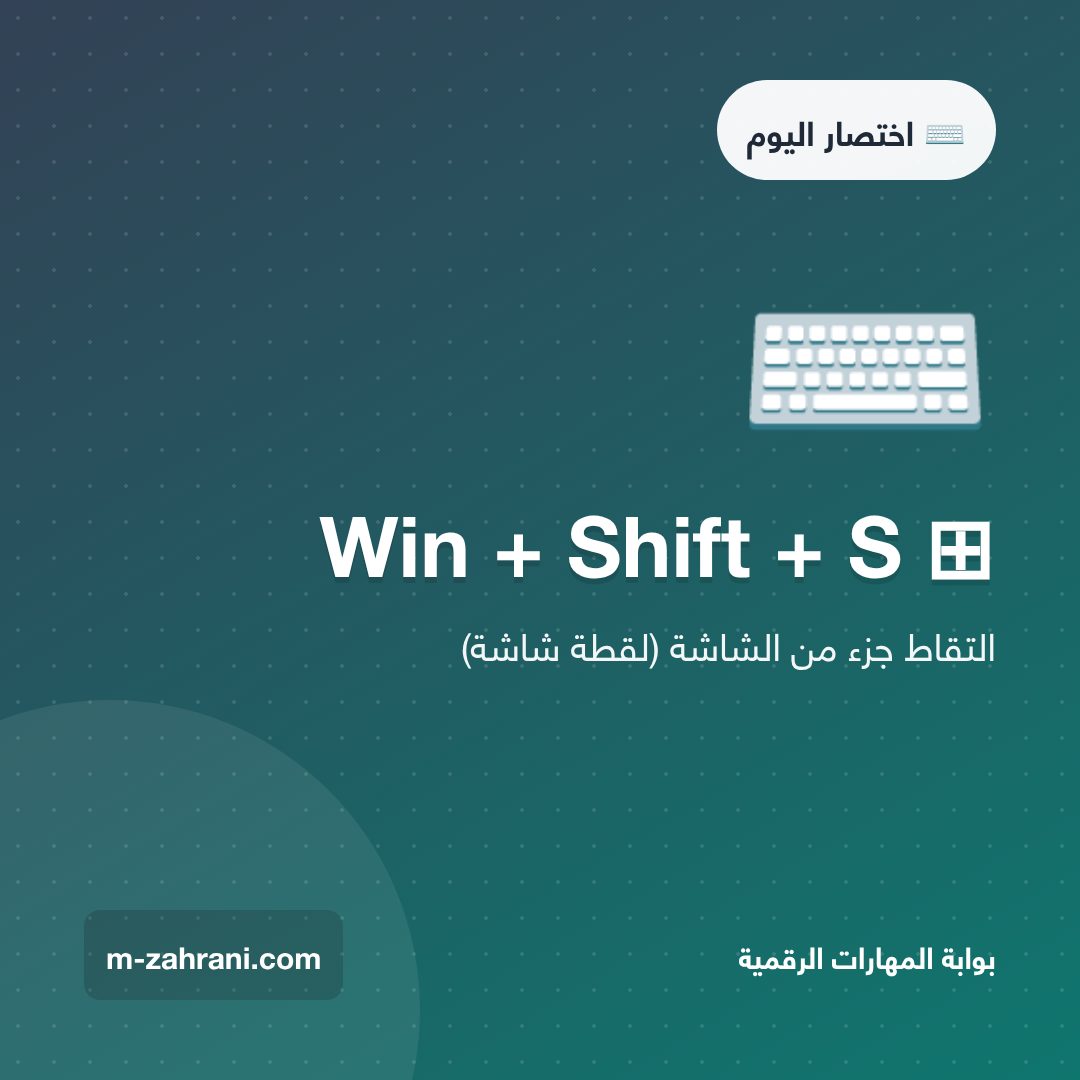 ⌨️ اختصار اليوم
⊞ Win + Shift + S
التقاط جزء من الشاشة (لقطة شاشة)
بوابة المهارات الرقمية
m-zahrani.com